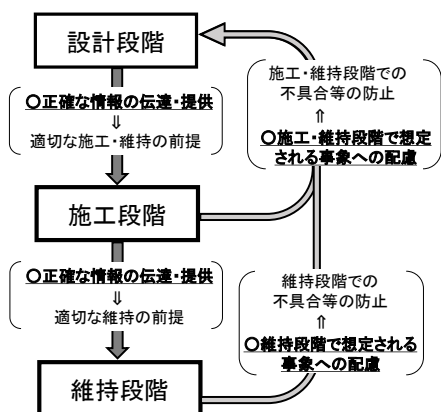 設計段階
〇正確な情報の伝達・提供
⇓
適切な施工・維持の前提
施工・維持段階での
不具合等の防止
⇑
〇施工・維持段階で想定
される事象への配慮
施工段階
〇正確な情報の伝達・提供
⇓
適切な維持の前提
維持段階での
不具合等の防止
⇑
〇維持段階で想定される
事象への配慮
維持段階